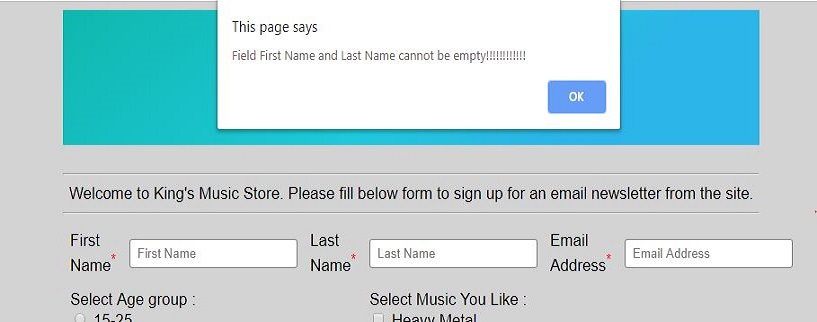 This page says
Field First Name and Last Name cannot be empty!!!!!!!!!!!!
OK
Welcome to King's Music Store. Please fill below form to sign up for an email newsletter from the site.
First Name* First Name Last Name* Last Name Email Address* Email Address
Select Age group : Select Music You Like :
15-25 Heavy Metal